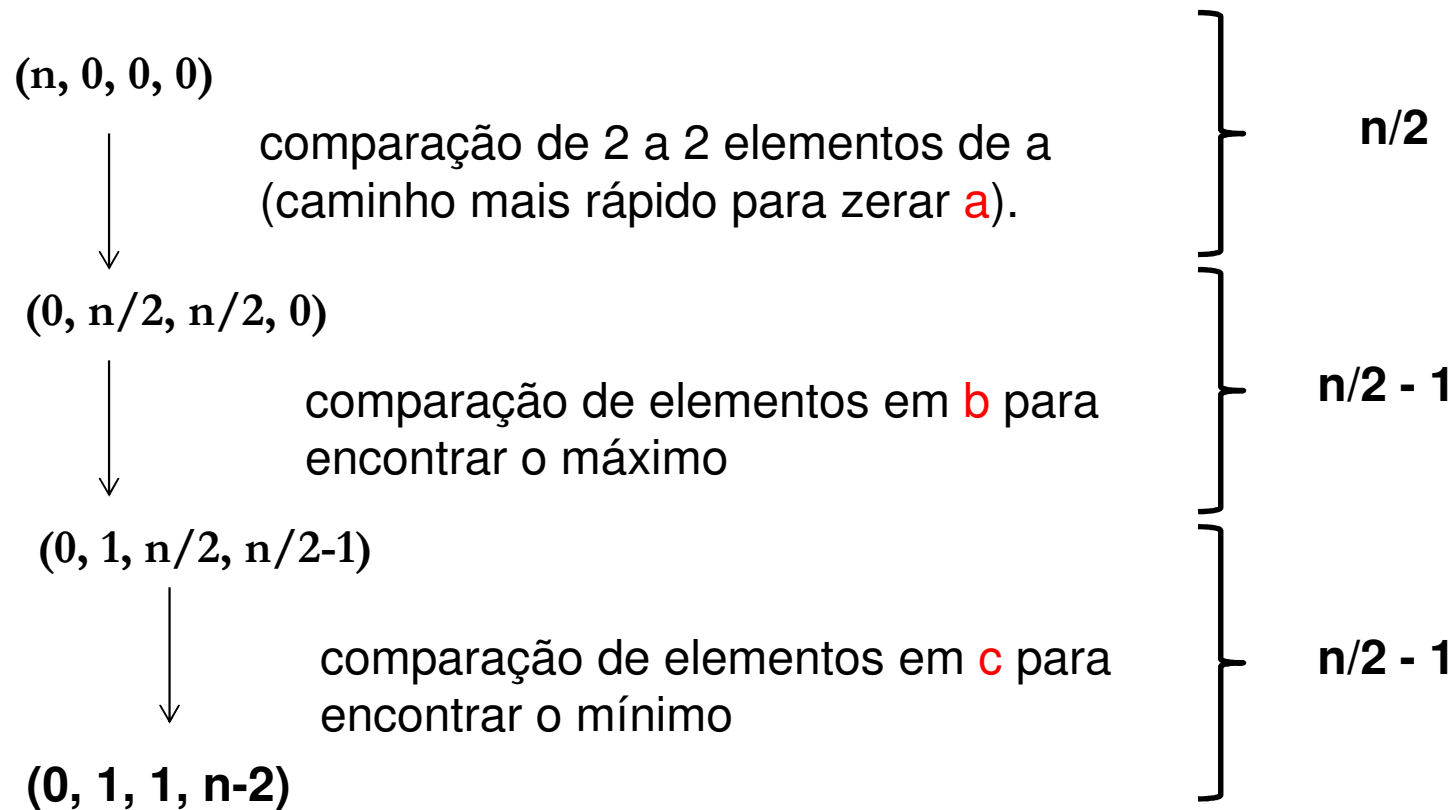 (n, 0, 0, 0)
n/2
comparação de 2 a 2 elementos de a
(caminho mais rápido para zerar a).
(0, n/2, n/2, 0)
n/2 - 1
comparação de elementos em b para
encontrar o máximo
(0, 1, n/2, n/2-1)
n/2 - 1
comparação de elementos em c para
encontrar o mínimo
(0, 1, 1, n-2)